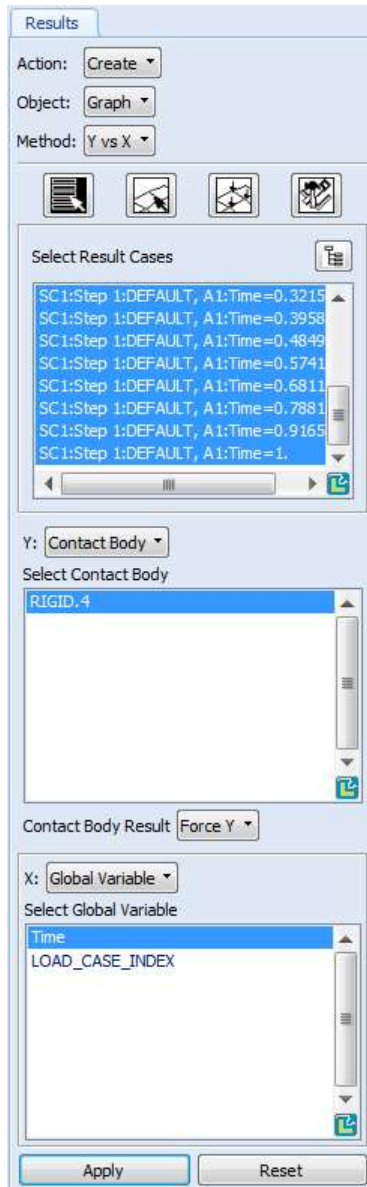 Results
Action: Create
Object: Graph
Method: Y vs X
Select Result Cases
SC1:Step 1:DEFAULT, A1:Time=0.3215
SC1:Step 1:DEFAULT, A1:Time=0.3958
SC1:Step 1:DEFAULT, A1:Time=0.4849
SC1:Step 1:DEFAULT, A1:Time=0.5741
SC1:Step 1:DEFAULT, A1:Time=0.6811
SC1:Step 1:DEFAULT, A1:Time=0.7881
SC1:Step 1:DEFAULT, A1:Time=0.9165
SC1:Step 1:DEFAULT, A1:Time=1.
Y: Contact Body
Select Contact Body
RIGID.4
Contact Body Result Force Y
X: Global Variable
Select Global Variable
Time
LOAD_CASE_INDEX
Apply Reset